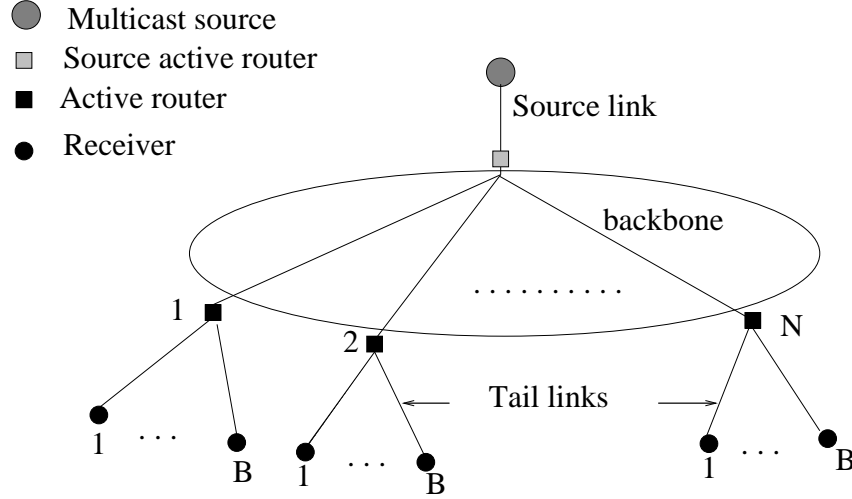 Multicast source
Source active router
Active router
Receiver
Source link
backbone
. . . . . . . . . .
1
2
N
Tail links
1 . . . B
1 . . . B
1 . . . B